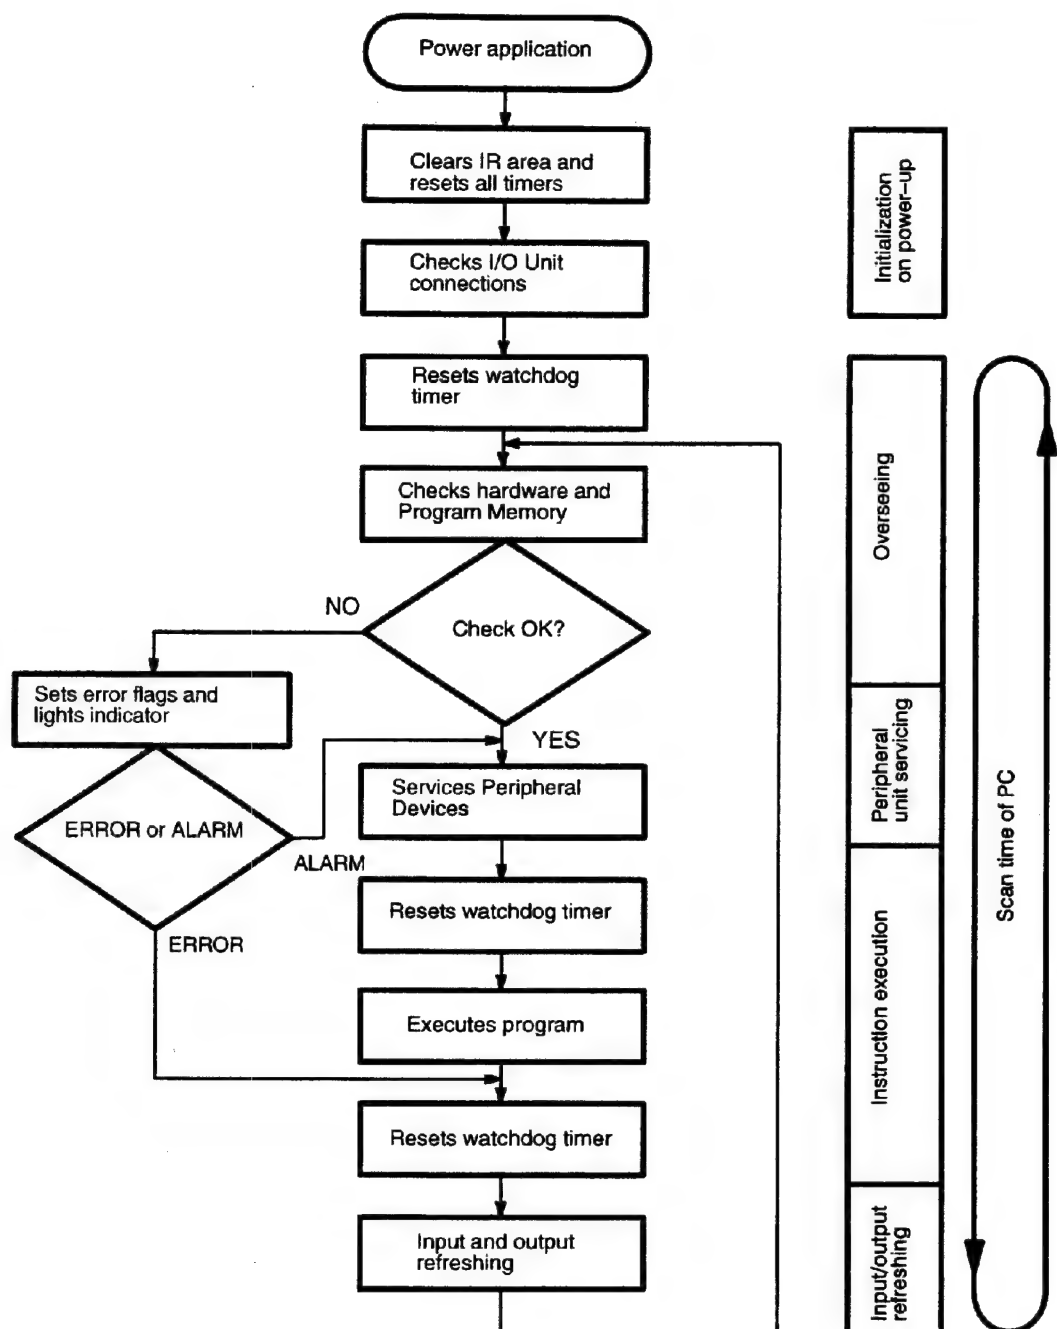 Power application
Clears IR area and
resets all timers
Checks I/O Unit
connections
Resets watchdog
timer
Checks hardware and
Program Memory
Check OK?
NO
YES
Sets error flags and
lights indicator
ERROR or ALARM
ALARM
ERROR
Services Peripheral
Devices
Resets watchdog timer
Executes program
Resets watchdog timer
Input and output
refreshing
Initialization
on power–up
Overseeing
Peripheral
unit servicing
Instruction execution
Input/output
refreshing
Scan time of PC